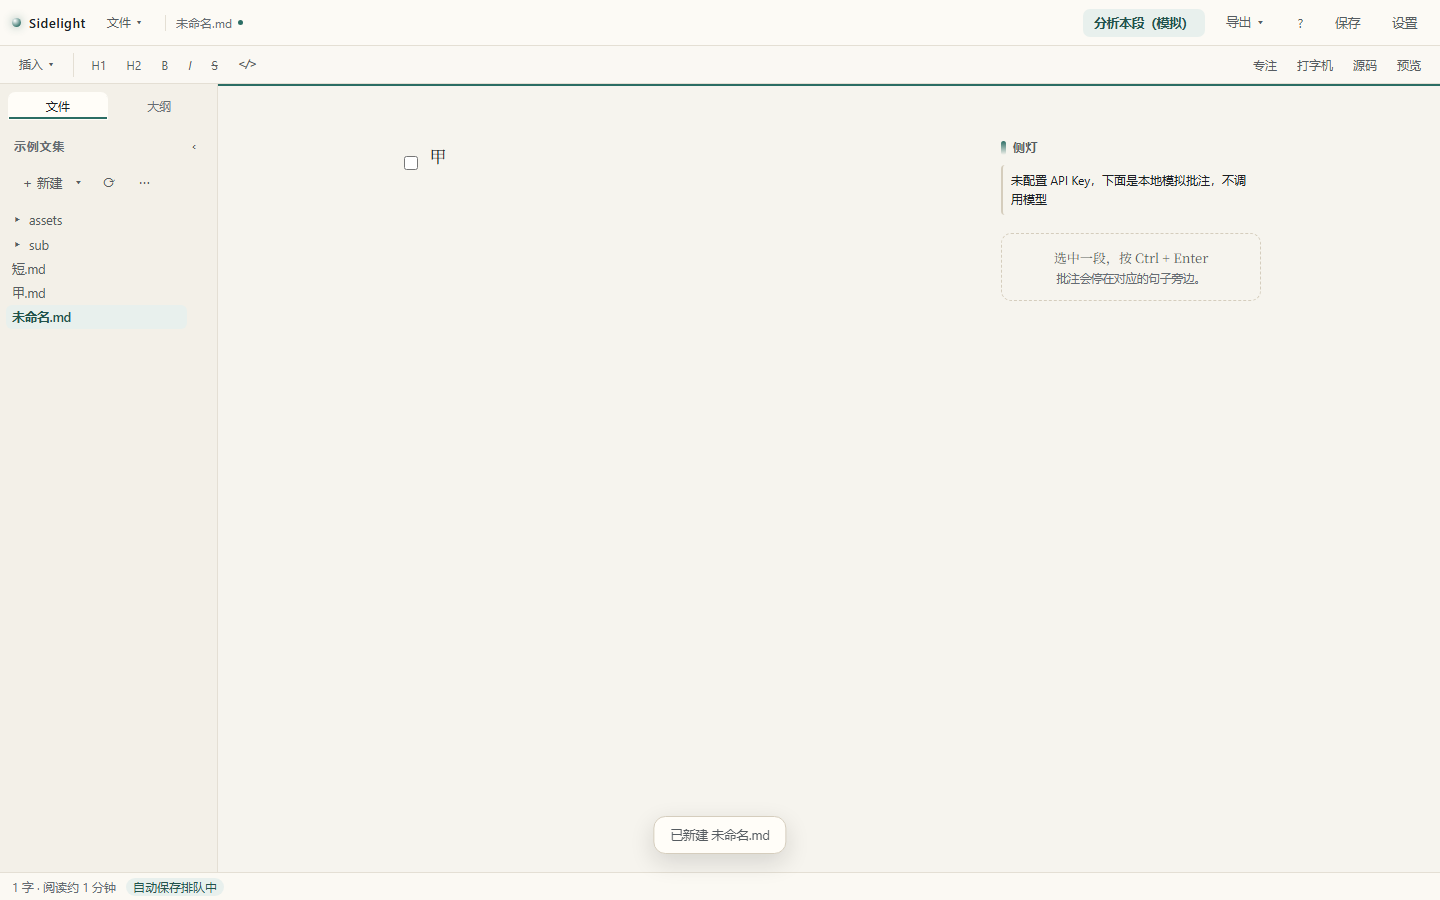 Sidelight 文件 未命名.md 分析本段（模拟） 导出 ? 保存 设置
插入 H1 H2 B I S </> 专注 打字机 源码 预览
文件 大纲
示例文集 ‹
+ 新建 ⟳ ···
assets
sub
短.md
甲.md
未命名.md
甲
侧灯
未配置 API Key，下面是本地模拟批注，不调
用模型
选中一段，按 Ctrl + Enter
批注会停在对应的句子旁边。
已新建 未命名.md
1 字 · 阅读约 1 分钟 自动保存排队中